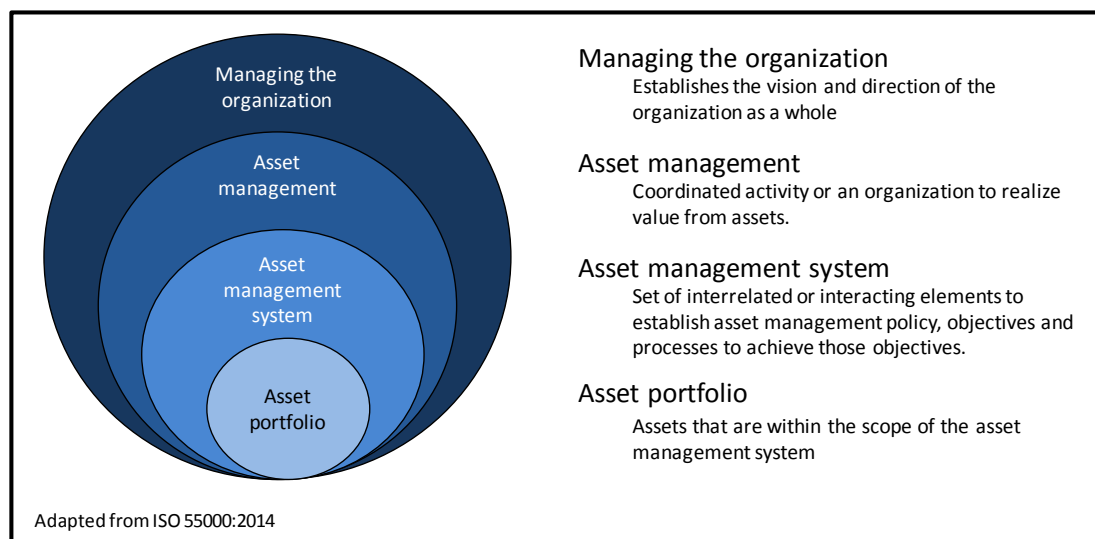 Managing the
organization
Asset
management
Asset
management
system
Asset
portfolio
Managing the organization
Establishes the vision and direction of the
organization as a whole
Asset management
Coordinated activity or an organization to realize
value from assets.
Asset management system
Set of interrelated or interacting elements to
establish asset management policy, objectives and
processes to achieve those objectives.
Asset portfolio
Assets that are within the scope of the asset
management system
Adapted from ISO 55000:2014